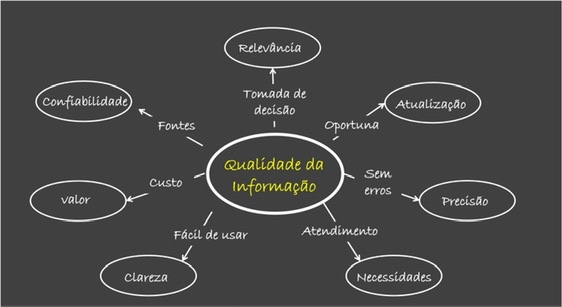 Relevância
Tomada de
decisão
Confiabilidade
Fontes
Oportuna
Atualização
Qualidade da
Informação
Custo
valor
Sem
erros
Precisão
Fácil de usar
Atendimento
Clareza
Necessidades